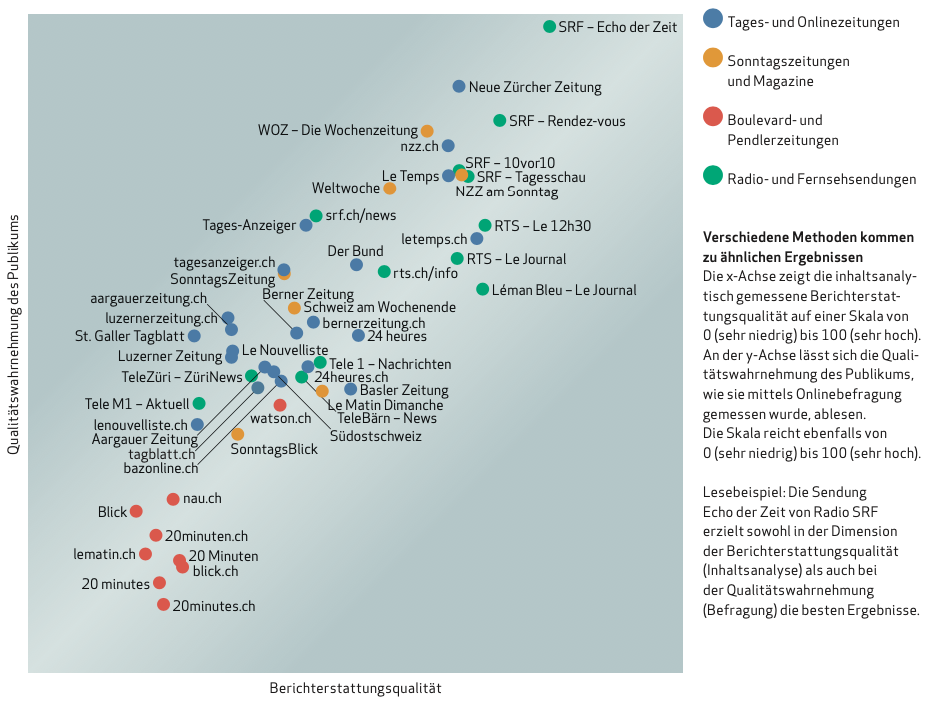 SRF – Echo der Zeit
Neue Zürcher Zeitung
SRF – Rendez-vous
WOZ – Die Wochenzeitung
nzz.ch
SRF – 10vor10
Le Temps
SRF – Tagesschau
Weltwoche
NZZ am Sonntag
srf.ch/news
Tages-Anzeiger
RTS – Le 12h30
letemps.ch
Der Bund
RTS – Le Journal
tagesanzeiger.ch
rts.ch/info
SonntagsZeitung
Léman Bleu – Le Journal
Berner Zeitung
aargauerzeitung.ch
Schweiz am Wochenende
luzernerzeitung.ch
bernerzeitung.ch
St. Galler Tagblatt
24 heures
Le Nouvelliste
Luzerner Zeitung
Tele 1 – Nachrichten
TeleZüri – ZüriNews
24heures.ch
Basler Zeitung
Tele M1 – Aktuell
Le Matin Dimanche
watson.ch
TeleBärn – News
lenouvelliste.ch
Südostschweiz
Aargauer Zeitung
SonntagsBlick
tagblatt.ch
bazonline.ch
nau.ch
Blick
20minuten.ch
lematin.ch
20 Minuten
blick.ch
20 minutes
20minutes.ch
Qualitätswahrnehmung des Publikums
Berichterstattungsqualität
Tages- und Onlinezeitungen
Sonntagszeitungen
und Magazine
Boulevard- und
Pendlerzeitungen
Radio- und Fernsehsendungen
Verschiedene Methoden kommen
zu ähnlichen Ergebnissen
Die x-Achse zeigt die inhaltsanaly-
tisch gemessene Berichterstat-
tungsqualität auf einer Skala von
0 (sehr niedrig) bis 100 (sehr hoch).
An der y-Achse lässt sich die Quali-
tätswahrnehmung des Publikums,
wie sie mittels Onlinebefragung
gemessen wurde, ablesen.
Die Skala reicht ebenfalls von
0 (sehr niedrig) bis 100 (sehr hoch).
Lesebeispiel: Die Sendung
Echo der Zeit von Radio SRF
erzielt sowohl in der Dimension
der Berichterstattungsqualität
(Inhaltsanalyse) als auch bei
der Qualitätswahrnehmung
(Befragung) die besten Ergebnisse.